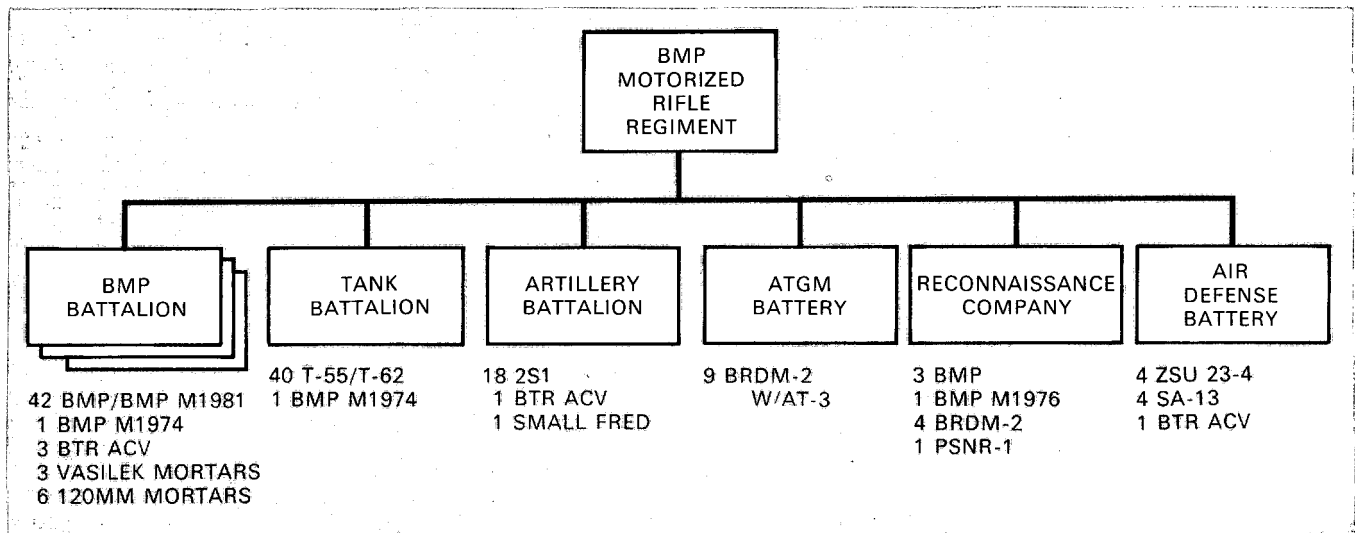 BMP
MOTORIZED
RIFLE
REGIMENT
BMP
BATTALION
42 BMP/BMP M1981
1 BMP M1974
3 BTR ACV
3 VASILEK MORTARS
6 120MM MORTARS
TANK
BATTALION
40 T-55/T-62
1 BMP M1974
ARTILLERY
BATTALION
18 2S1
1 BTR ACV
1 SMALL FRED
ATGM
BATTERY
9 BRDM-2
W/AT-3
RECONNAISSANCE
COMPANY
3 BMP
1 BMP M1976
4 BRDM-2
1 PSNR-1
AIR
DEFENSE
BATTERY
4 ZSU 23-4
4 SA-13
1 BTR ACV